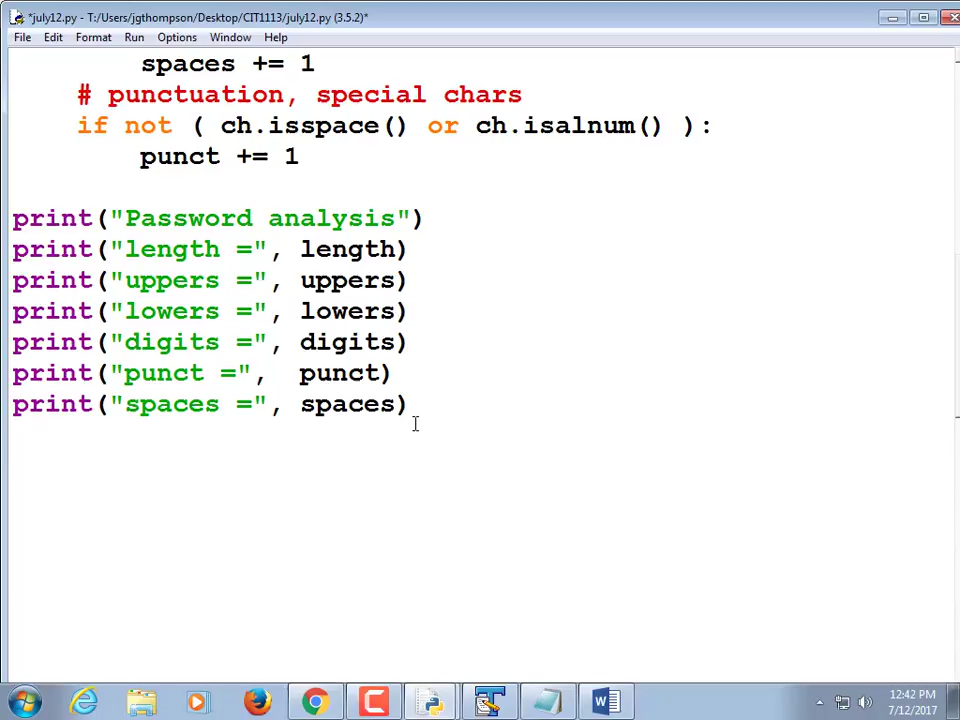 *july12.py - T:/Users/jgthompson/Desktop/CIT1113/july12.py (3.5.2)*
File Edit Format Run Options Window Help
spaces += 1
# punctuation, special chars
if not ( ch.isspace() or ch.isalnum() ):
punct += 1
print("Password analysis")
print("length =", length)
print("uppers =", uppers)
print("lowers =", lowers)
print("digits =", digits)
print("punct =",  punct)
print("spaces =", spaces)
12:42 PM
7/12/2017